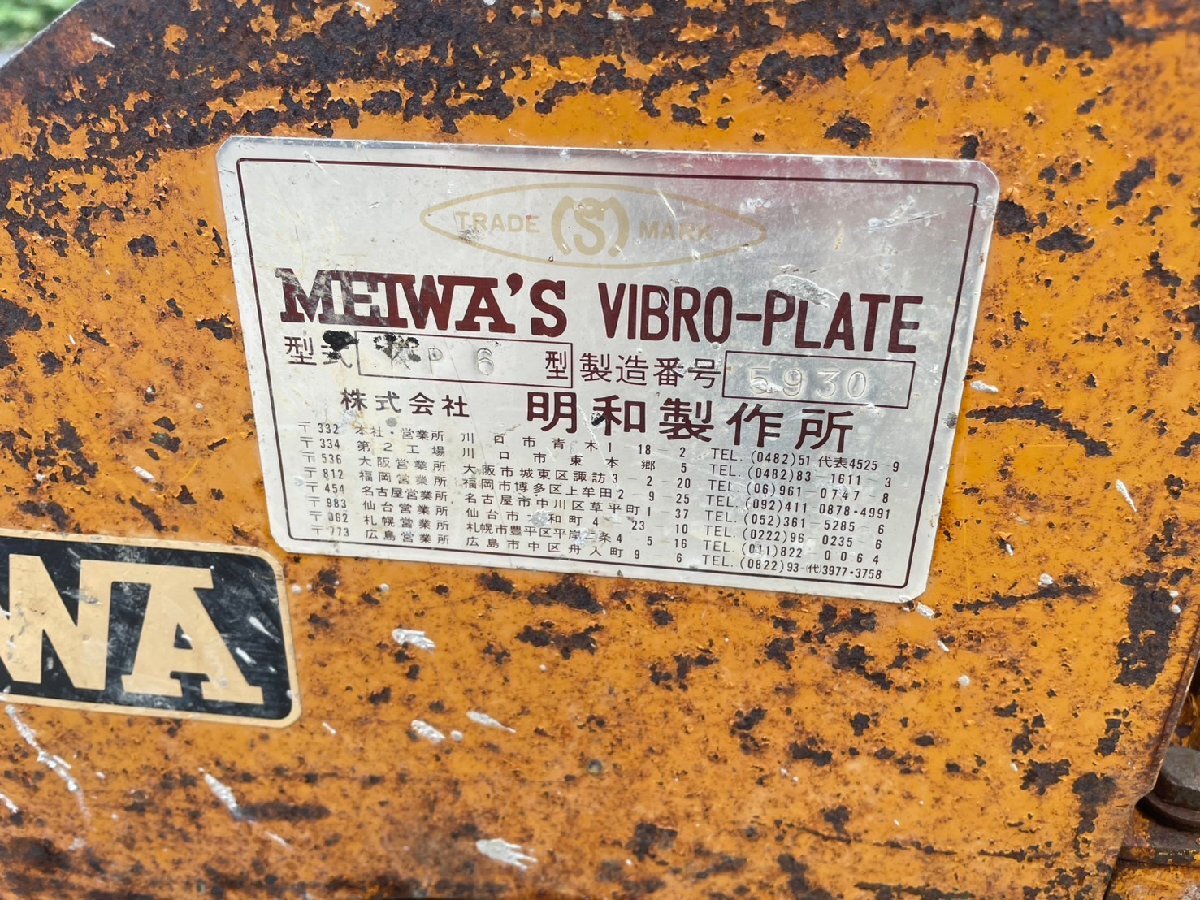 TRADE (S) MARK
MEIWA'S VIBRO-PLATE
型式 P 6 型 製造番号 5930
株式会社 明和製作所
〒332 本社・営業所 川口市青木1-18-2 TEL.(0482)51代表4525-9
〒334 第2工場 川口市東本郷5 TEL.(0482)83-1611-3
〒536 大阪営業所 大阪市城東区諏訪3-2-20 TEL.(06)961-0747-8
〒812 福岡営業所 福岡市博多区上牟田2-9-25 TEL.(092)411-0878-4991
〒454 名古屋営業所 名古屋市中川区草平町1-37 TEL.(052)361-5285-6
〒983 仙台営業所 仙台市 和町4-23-10 TEL.(0222)96-0235-6
〒062 札幌営業所 札幌市豊平区平岸 条4-5-16 TEL.(011)822-0064
〒773 広島営業所 広島市中区舟入町9-6 TEL.(0822)93-(代)3977-3758
WA